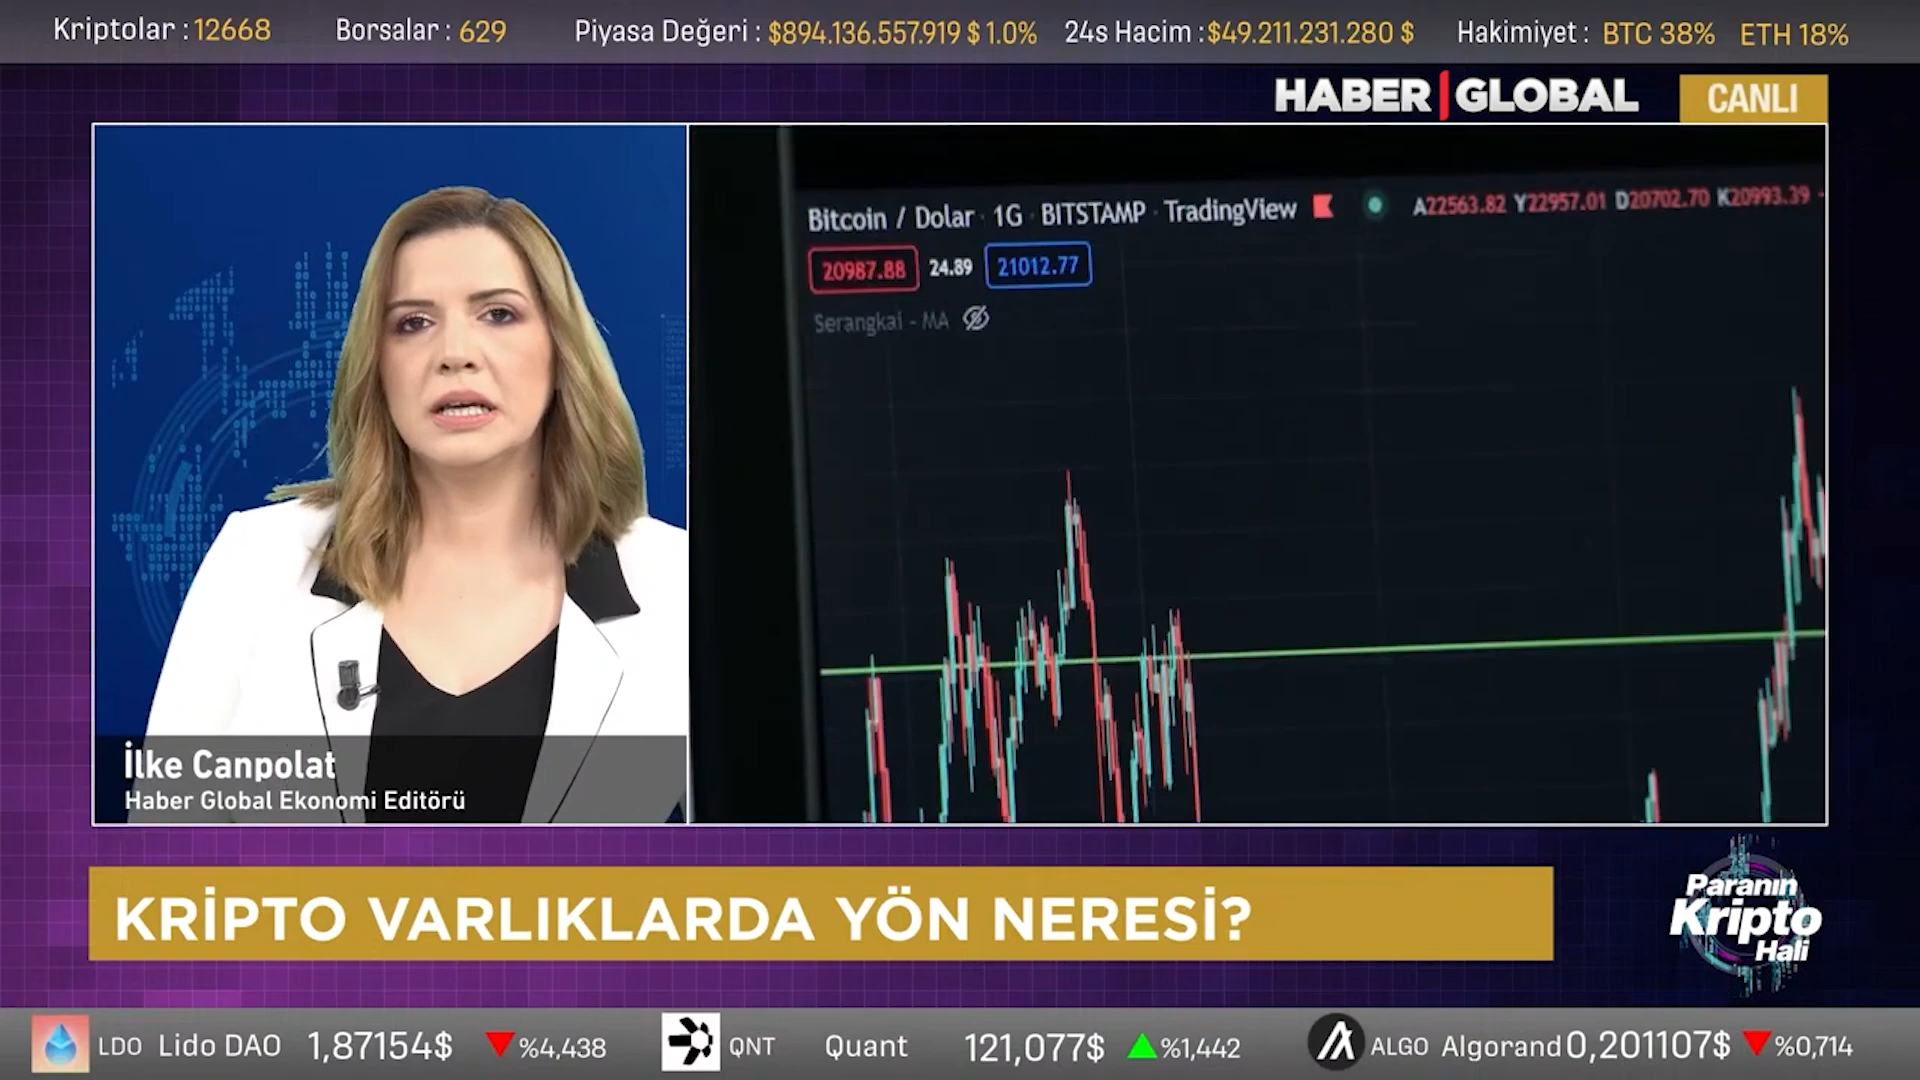 Kriptolar : 12668 Borsalar : 629 Piyasa Değeri : $894.136.557.919 $ 1.0% 24s Hacim : $49.211.231.280 $ Hakimiyet : BTC 38% ETH 18%
HABER GLOBAL CANLI
Bitcoin / Dolar · 1G · BITSTAMP · TradingView A22563.82 Y22957.01 D20702.70 K20993.39
20987.88 24.89 21012.77
Serangkai - MA
İlke Canpolat
Haber Global Ekonomi Editörü
KRİPTO VARLIKLARDA YÖN NERESİ?
Paranın
Kripto
Hali
LDO Lido DAO 1,87154$ %4,438 QNT Quant 121,077$ %1,442 ALGO Algorand 0,201107$ %0,714